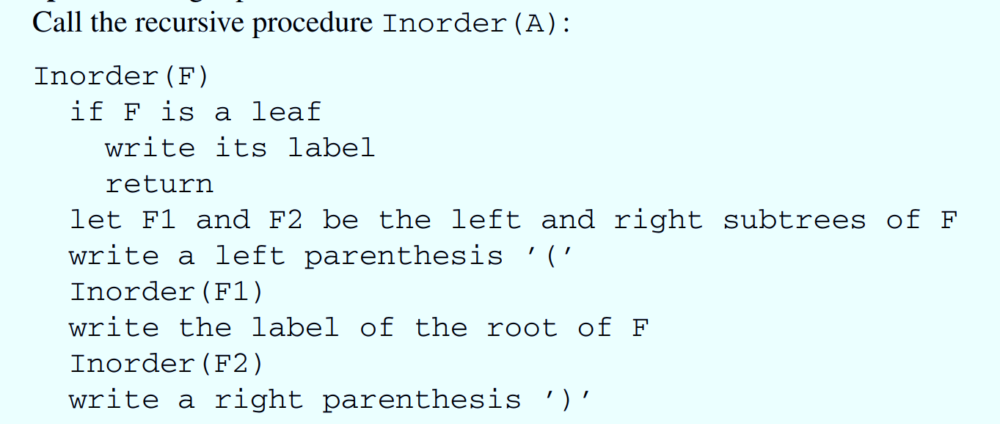 Call the recursive procedure Inorder(A):
Inorder(F)
if F is a leaf
write its label
return
let F1 and F2 be the left and right subtrees of F
write a left parenthesis ′(′
Inorder(F1)
write the label of the root of F
Inorder(F2)
write a right parenthesis ′)′